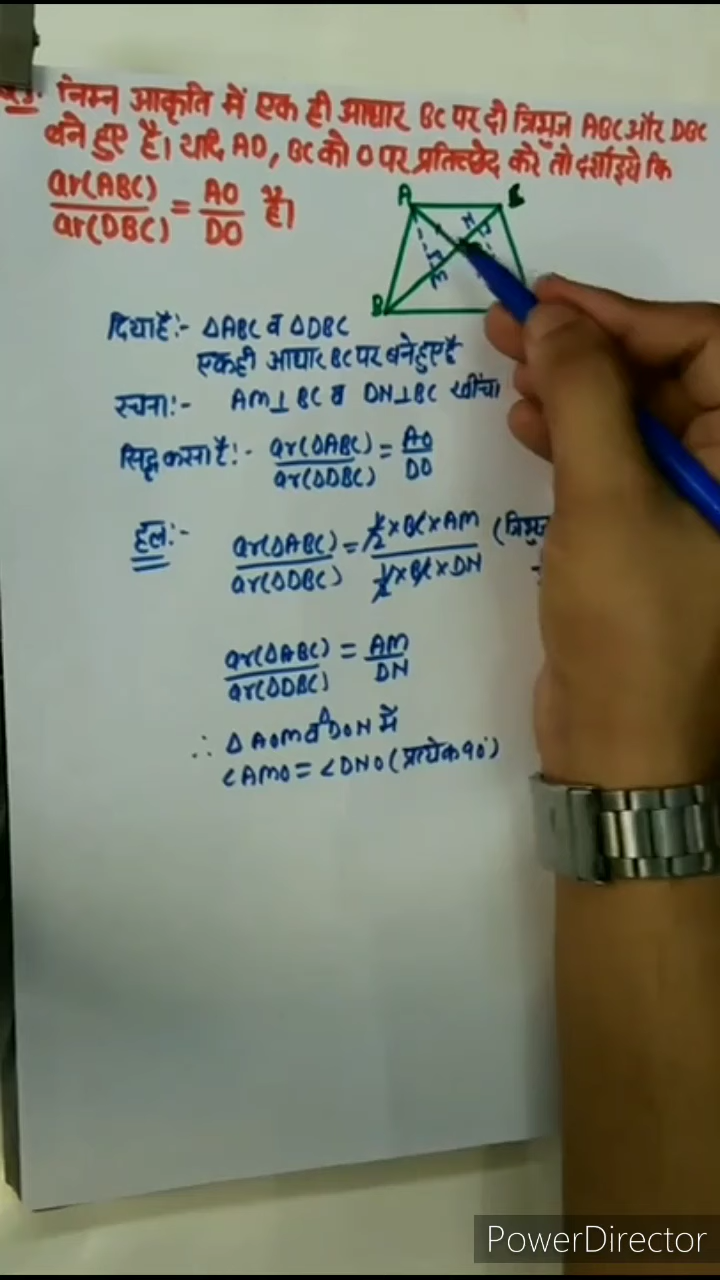 निम्न आकृति में एक ही आधार BC पर दो त्रिभुज ABC और DBC
बने हुए है। यदि AD, BC को O पर प्रतिच्छेद करे तो दर्शाइये कि
ar(ABC)/ar(DBC) = AO/DO है।
A
B
M
N
दिया है:- ΔABC व ΔDBC
एक ही आधार BC पर बने हुए है
रचना:- AM⊥BC व DN⊥BC खींचा
सिद्ध करना है:- ar(ΔABC)/ar(ΔDBC) = AO/DO
हल:- ar(ΔABC)/ar(ΔDBC) = ½×BC×AM/½×BC×DN (त्रिभुज
ar(ΔABC)/ar(ΔDBC) = AM/DN
∴ ΔAOM व ΔDON में
∠AMO = ∠DNO (प्रत्येक 90°)
PowerDirector